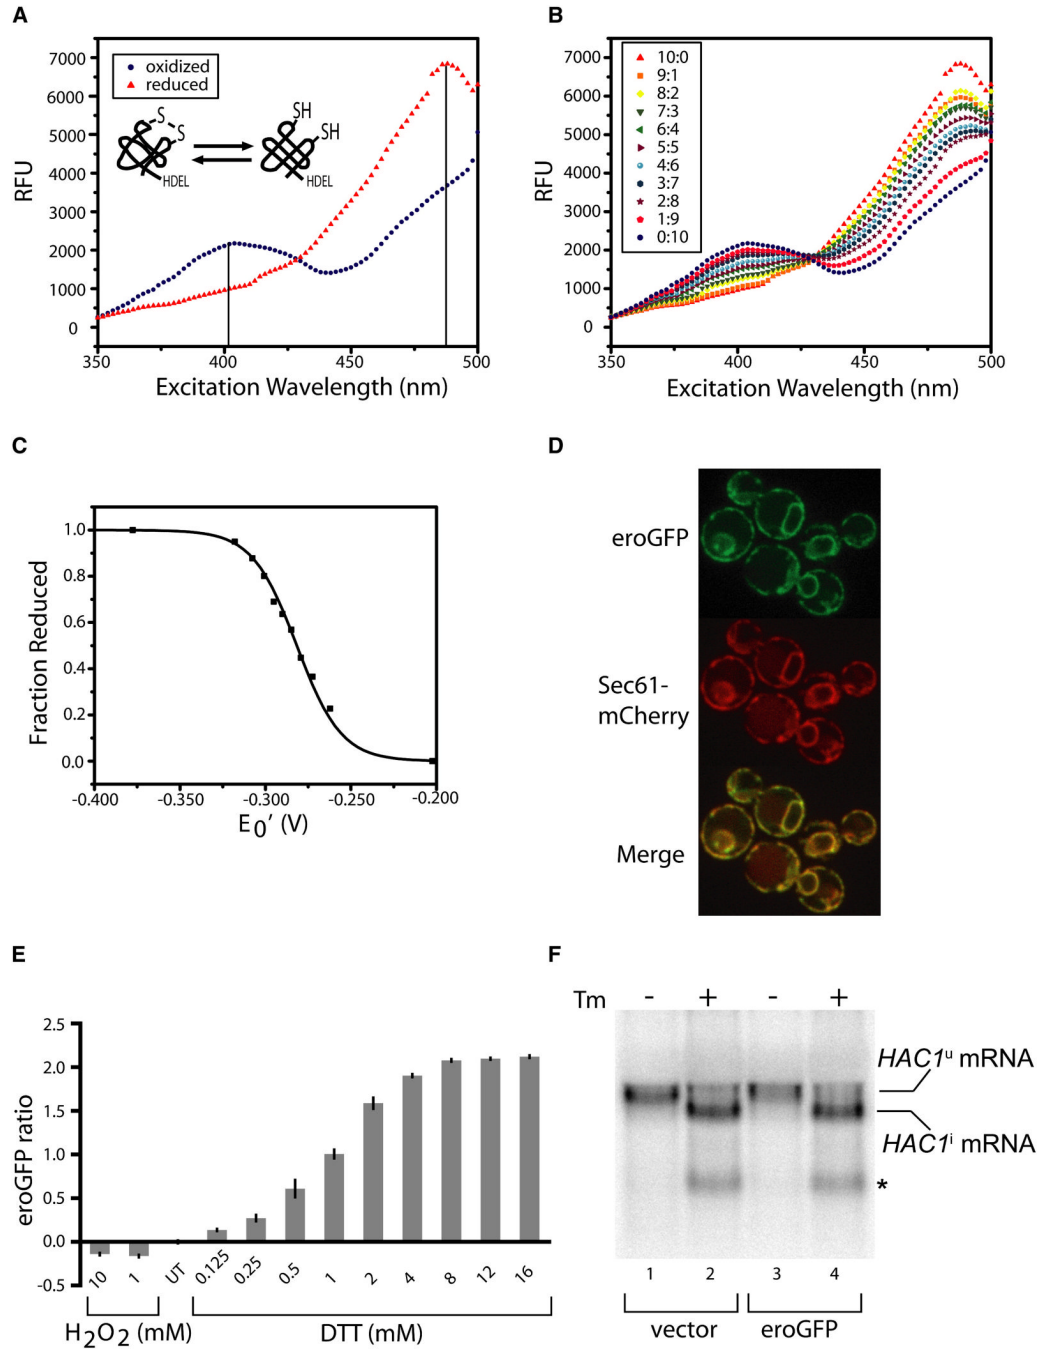 A
7000
6000
5000
4000
3000
2000
1000
0
RFU
oxidized
reduced
S
S
HDEL
SH
SH
HDEL
350
400
450
500
Excitation Wavelength (nm)
B
7000
6000
5000
4000
3000
2000
1000
0
RFU
10:0
9:1
8:2
7:3
6:4
5:5
4:6
3:7
2:8
1:9
0:10
350
400
450
500
Excitation Wavelength (nm)
C
1.0
0.8
0.6
0.4
0.2
0.0
Fraction Reduced
-0.400
-0.350
-0.300
-0.250
-0.200
E0' (V)
D
eroGFP
Sec61-
mCherry
Merge
E
2.5
2.0
1.5
1.0
0.5
0.0
-0.5
eroGFP ratio
10
1
UT
0.125
0.25
0.5
1
2
4
8
12
16
H2O2 (mM)
DTT (mM)
F
Tm - + - +
HAC1u mRNA
HAC1i mRNA
*
1 2 3 4
vector eroGFP